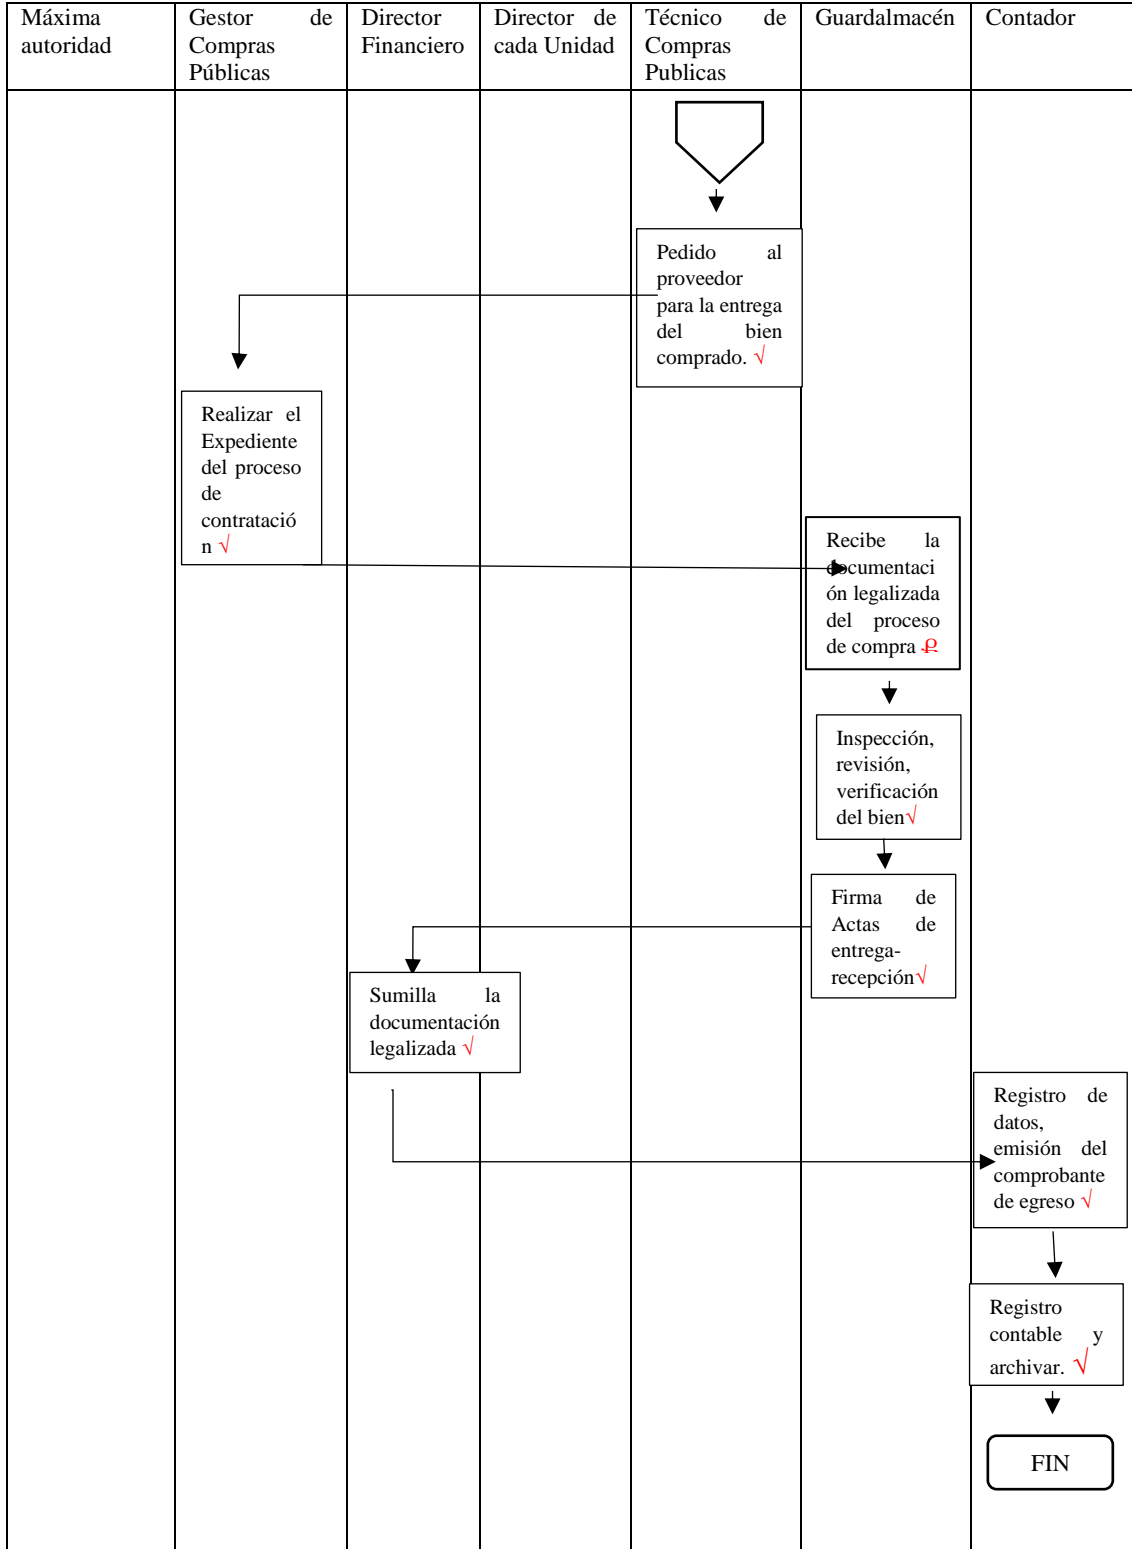 Máxima
autoridad
Gestor de
Compras
Públicas
Director
Financiero
Director de
cada Unidad
Técnico de
Compras
Publicas
Guardalmacén
Contador
Pedido al
proveedor
para la entrega
del bien
comprado. √
Realizar el
Expediente
del proceso
de
contratació
n √
Recibe la
documentaci
ón legalizada
del proceso
de compra
Inspección,
revisión,
verificación
del bien√
Firma de
Actas de
entrega-
recepción√
Sumilla la
documentación
legalizada √
Registro de
datos,
emisión del
comprobante
de egreso √
Registro
contable y
archivar. √
FIN